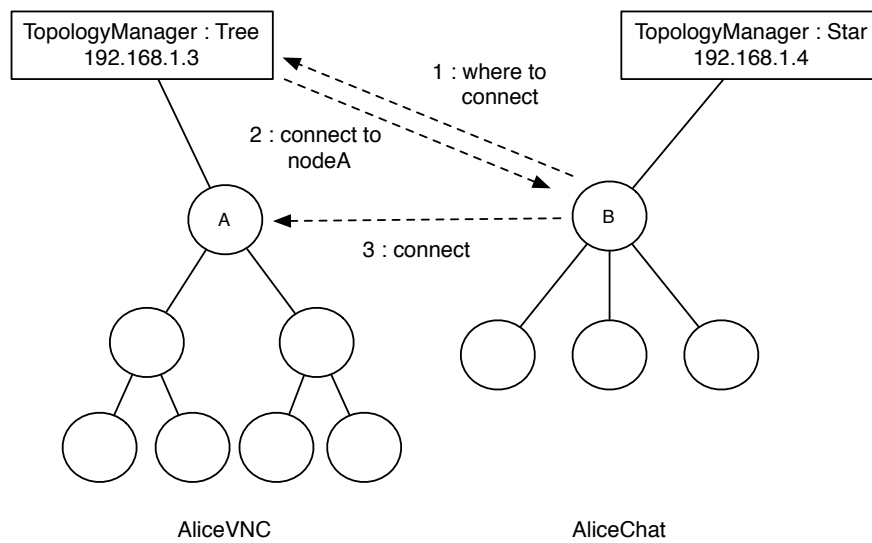 TopologyManager : Tree
192.168.1.3
TopologyManager : Star
192.168.1.4
1 : where to
connect
2 : connect to
nodeA
A
B
3 : connect
AliceVNC
AliceChat